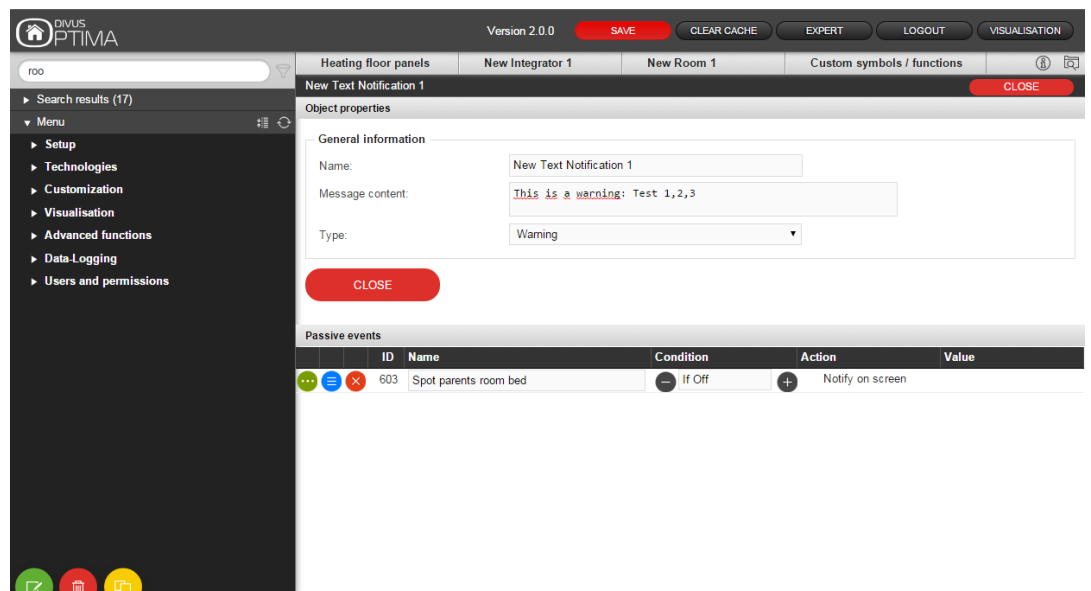 DIVUS
OPTIMA
Version 2.0.0 SAVE CLEAR CACHE EXPERT LOGOUT VISUALISATION
roo
Heating floor panels New Integrator 1 New Room 1 Custom symbols / functions
New Text Notification 1 CLOSE
Search results (17)
Object properties
Menu
Setup
Technologies
Customization
Visualisation
Advanced functions
Data-Logging
Users and permissions
General information
Name: New Text Notification 1
Message content: This is a warning: Test 1,2,3
Type: Warning
CLOSE
Passive events
ID Name Condition Action Value
603 Spot parents room bed If Off Notify on screen